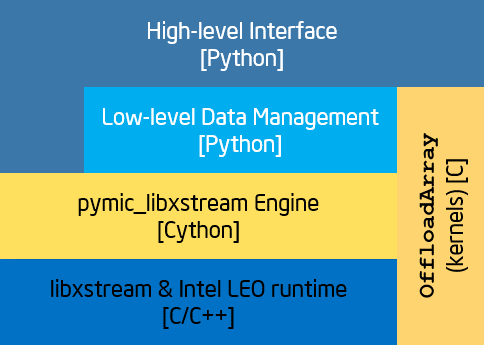 High-level Interface
[Python]
Low-level Data Management
[Python]
pymic_libxstream Engine
[Cython]
libxstream & Intel LEO runtime
[C/C++]
OffloadArray
(kernels) [C]